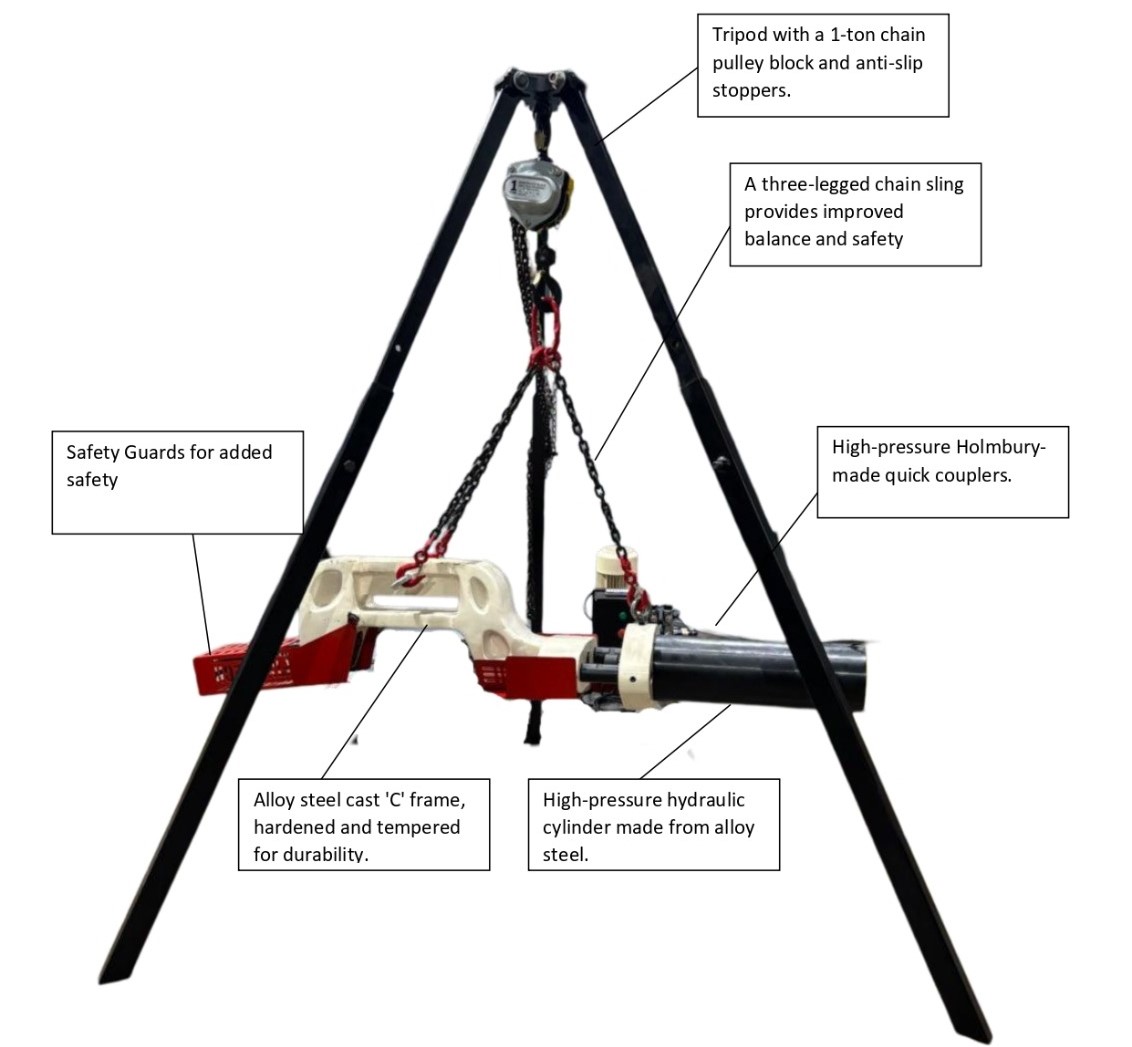 Tripod with a 1-ton chain
pulley block and anti-slip
stoppers.
A three-legged chain sling
provides improved
balance and safety
Safety Guards for added
safety
High-pressure Holmbury-
made quick couplers.
1
Alloy steel cast 'C' frame,
hardened and tempered
for durability.
High-pressure hydraulic
cylinder made from alloy
steel.